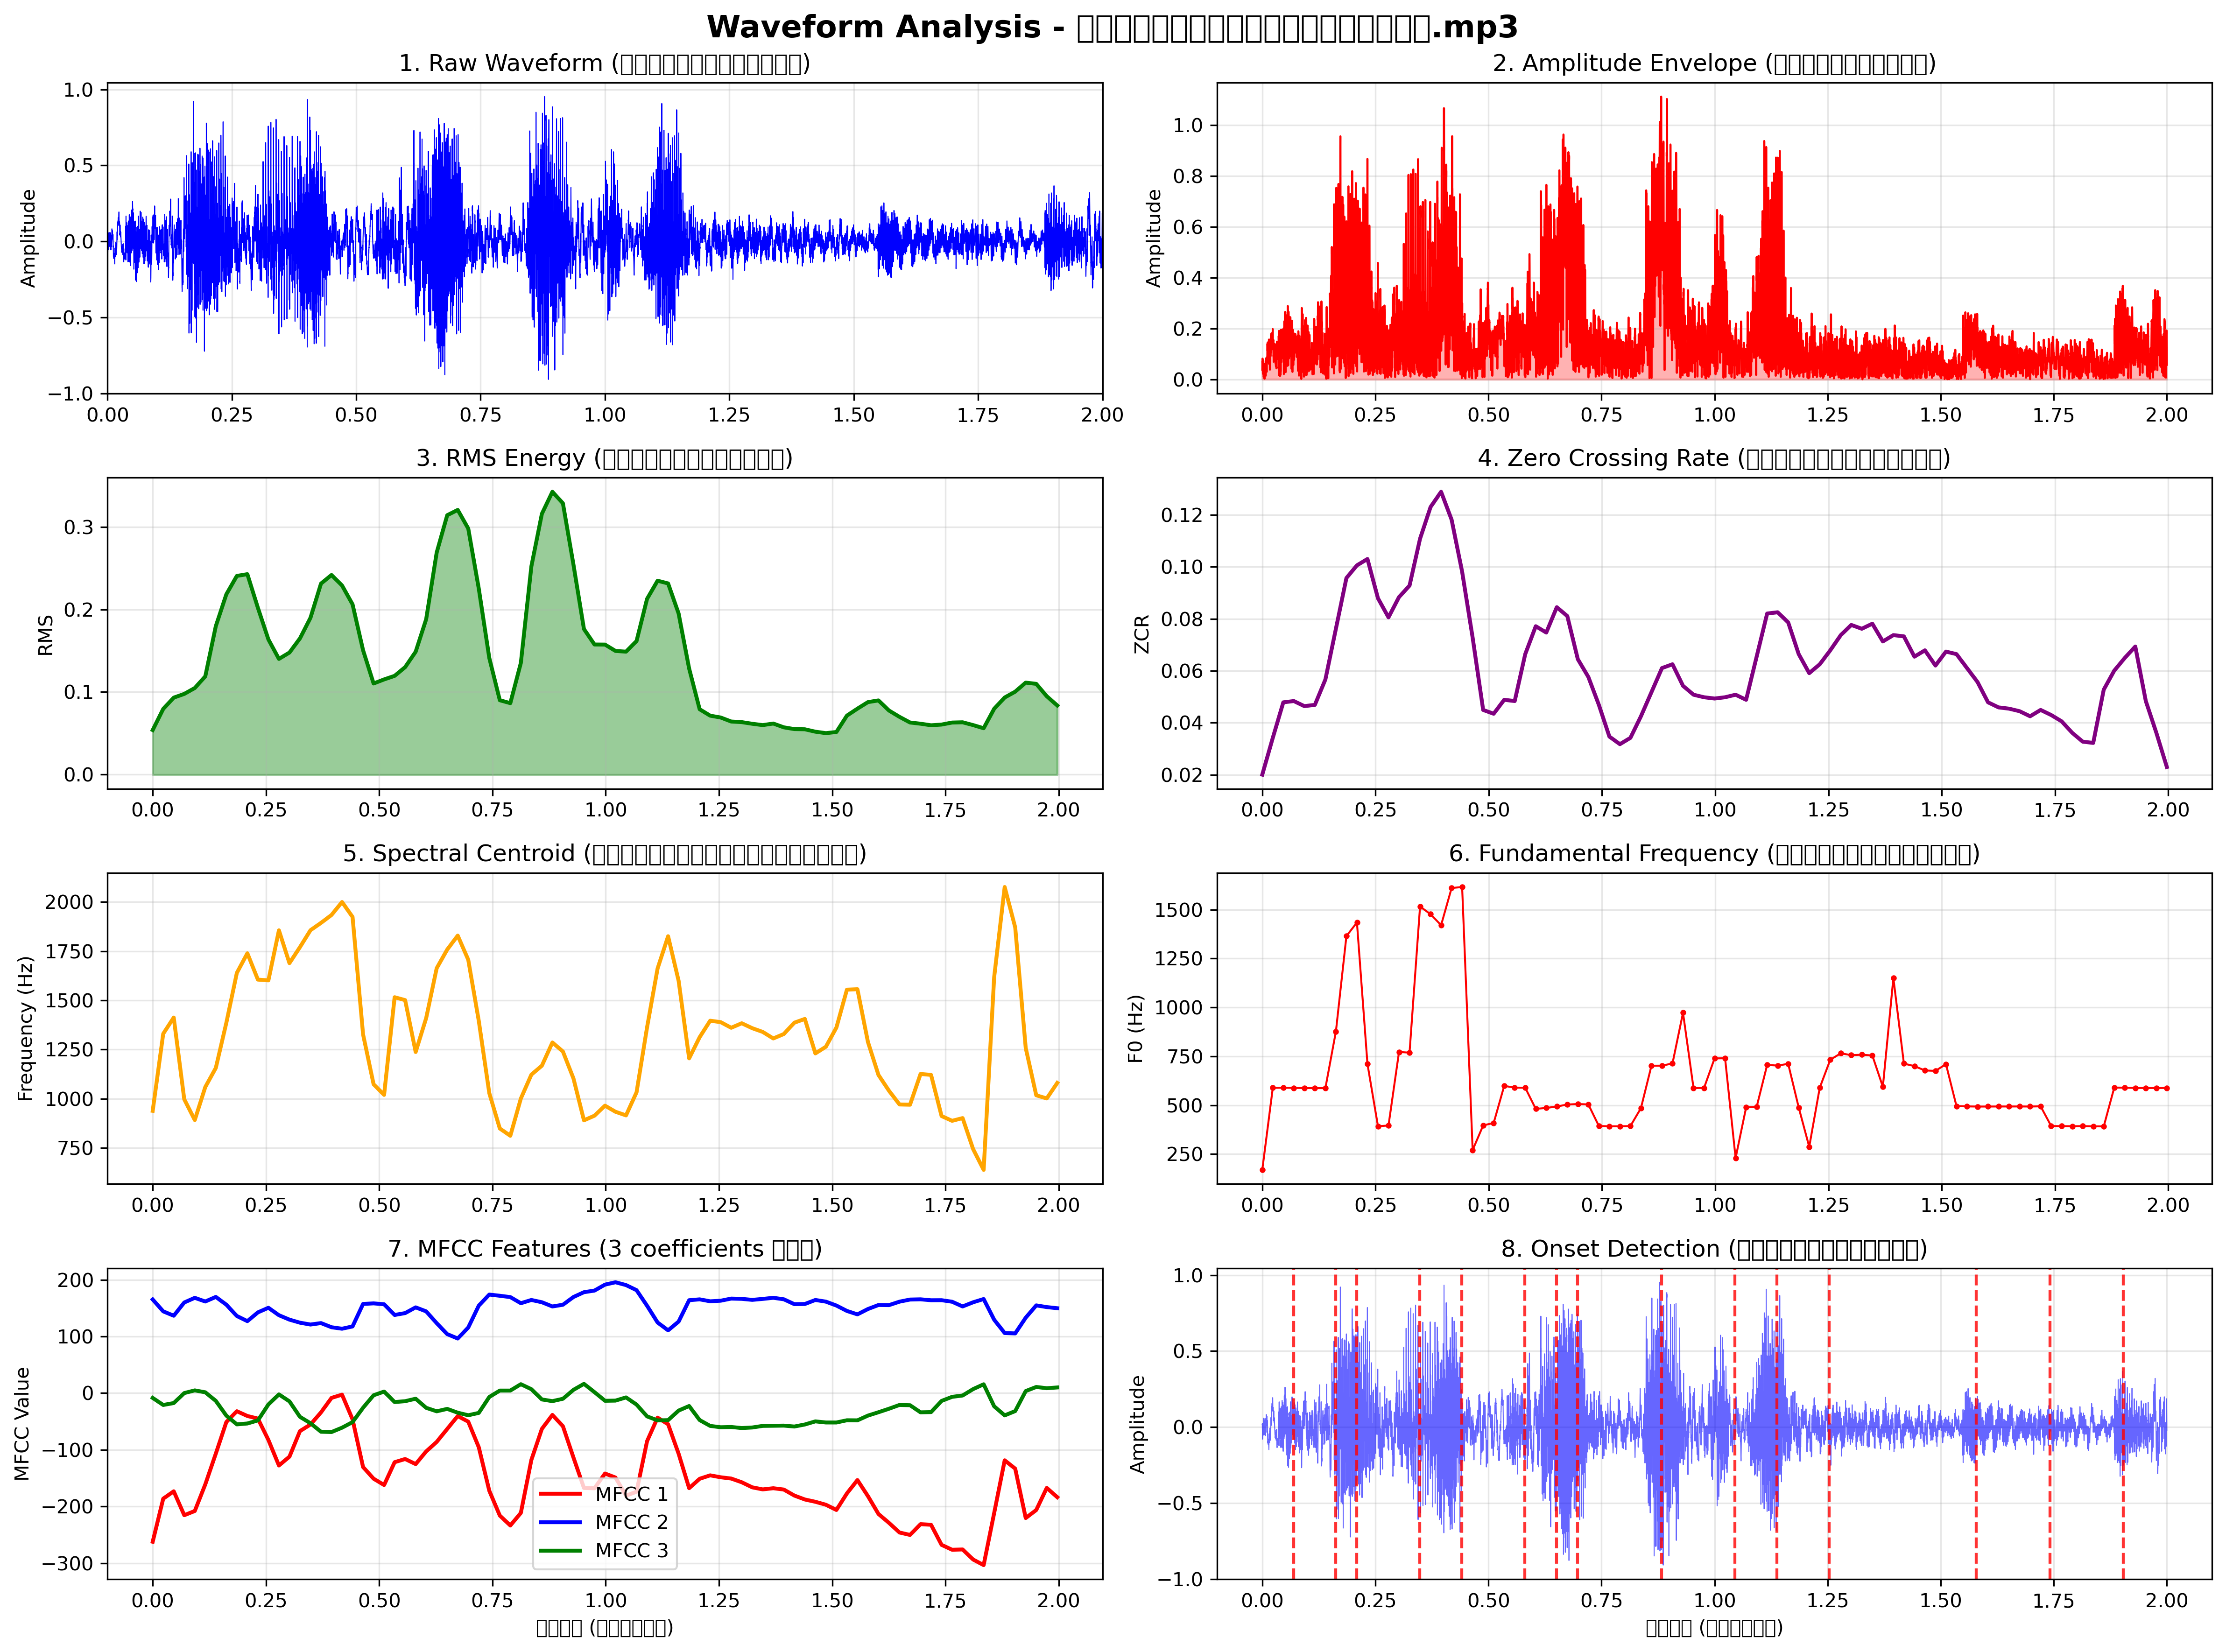 Waveform Analysis - .mp3
1. Raw Waveform ()
2. Amplitude Envelope ()
Amplitude
1.0
0.5
0.0
−0.5
−1.0
0.00 0.25 0.50 0.75 1.00 1.25 1.50 1.75 2.00
Amplitude
1.0
0.8
0.6
0.4
0.2
0.0
0.00 0.25 0.50 0.75 1.00 1.25 1.50 1.75 2.00
3. RMS Energy ()
4. Zero Crossing Rate ()
RMS
0.3
0.2
0.1
0.0
0.00 0.25 0.50 0.75 1.00 1.25 1.50 1.75 2.00
ZCR
0.12
0.10
0.08
0.06
0.04
0.02
0.00 0.25 0.50 0.75 1.00 1.25 1.50 1.75 2.00
5. Spectral Centroid ()
6. Fundamental Frequency ()
Frequency (Hz)
2000
1750
1500
1250
1000
750
0.00 0.25 0.50 0.75 1.00 1.25 1.50 1.75 2.00
F0 (Hz)
1500
1250
1000
750
500
250
0.00 0.25 0.50 0.75 1.00 1.25 1.50 1.75 2.00
7. MFCC Features (3 coefficients )
8. Onset Detection ()
MFCC Value
200
100
0
−100
−200
−300
MFCC 1
MFCC 2
MFCC 3
0.00 0.25 0.50 0.75 1.00 1.25 1.50 1.75 2.00
Amplitude
1.0
0.5
0.0
−0.5
−1.0
0.00 0.25 0.50 0.75 1.00 1.25 1.50 1.75 2.00